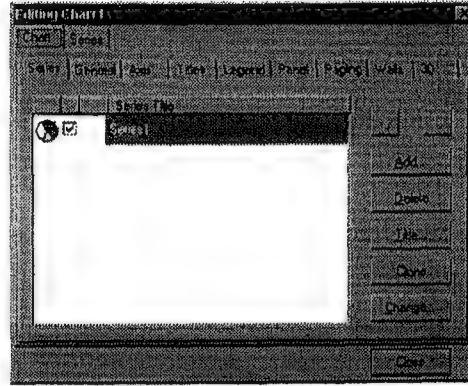 Editing Chart1
Chart Series
Series General Axis Titles Legend Panel Paging Walls 3D
Series Title
Series1
Add...
Delete
Title...
Clone
Change...
Close